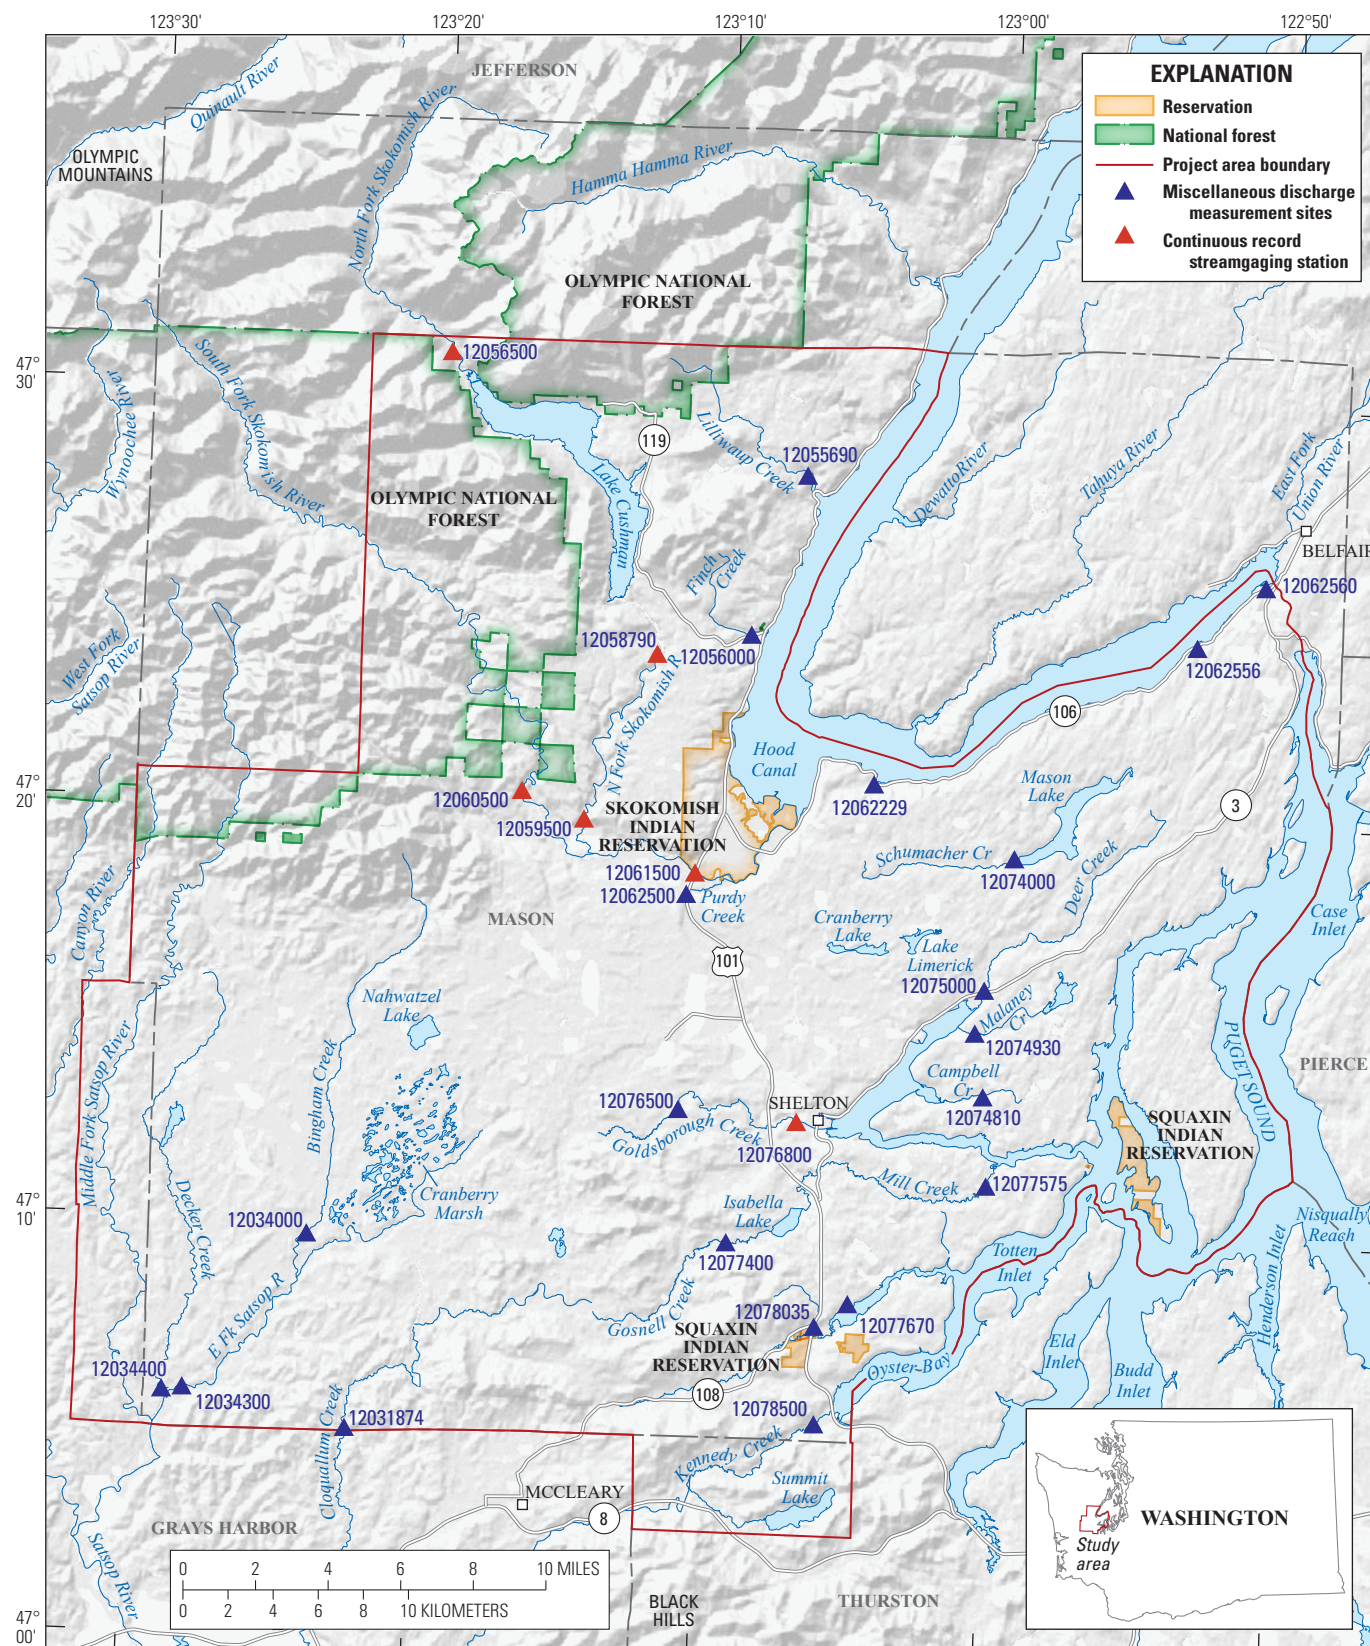 123°30'
123°20'
123°10'
123°00'
122°50'
EXPLANATION
Reservation
National forest
Project area boundary
Miscellaneous discharge
measurement sites
Continuous record
streamgaging station
JEFFERSON
Quinault River
OLYMPIC
MOUNTAINS
North Fork Skokomish River
Hamma Hamma River
OLYMPIC NATIONAL
FOREST
47°
30'
12056500
Wynoochee River
South Fork Skokomish River
119
Lilliwaup Creek
12055690
Dewatto River
Tahuya River
East Fork
Union River
BELFAIR
OLYMPIC NATIONAL
FOREST
Lake Cushman
Finch
Creek
12062560
12058790
12056000
12062556
West Fork
Satsop River
N Fork Skokomish R
106
Hood
Canal
Mason
Lake
47°
20'
12060500
12059500
SKOKOMISH
INDIAN
RESERVATION
12062229
3
Schumacher Cr
12074000
Deer Creek
12061500
12062500
Purdy
Creek
Canyon River
MASON
Cranberry
Lake
Lake
Limerick
Case
Inlet
101
12075000
Nahwatzel
Lake
Malaney
Cr
12074930
Middle Fork Satsop River
Bingham Creek
PUGET SOUND
PIERCE
Campbell
Cr
12074810
12076500
SHELTON
Goldsborough Creek
12076800
SQUAXIN
INDIAN
RESERVATION
Decker Creek
Cranberry
Marsh
Mill Creek
12077575
47°
10'
12034000
Isabella
Lake
12077400
Totten
Inlet
Nisqually
Reach
Henderson Inlet
E Fk Satsop R
Gosnell Creek
12078035
12077670
SQUAXIN
INDIAN
RESERVATION
Oyster Bay
Eld
Inlet
Budd
Inlet
12034400
12034300
108
12031874
12078500
Cloquallum Creek
Kennedy Creek
Summit
Lake
MCCLEARY
8
GRAYS HARBOR
Satsop River
WASHINGTON
Study
area
0 2 4 6 8 10 MILES
0 2 4 6 8 10 KILOMETERS
BLACK
HILLS
THURSTON
47°
00'